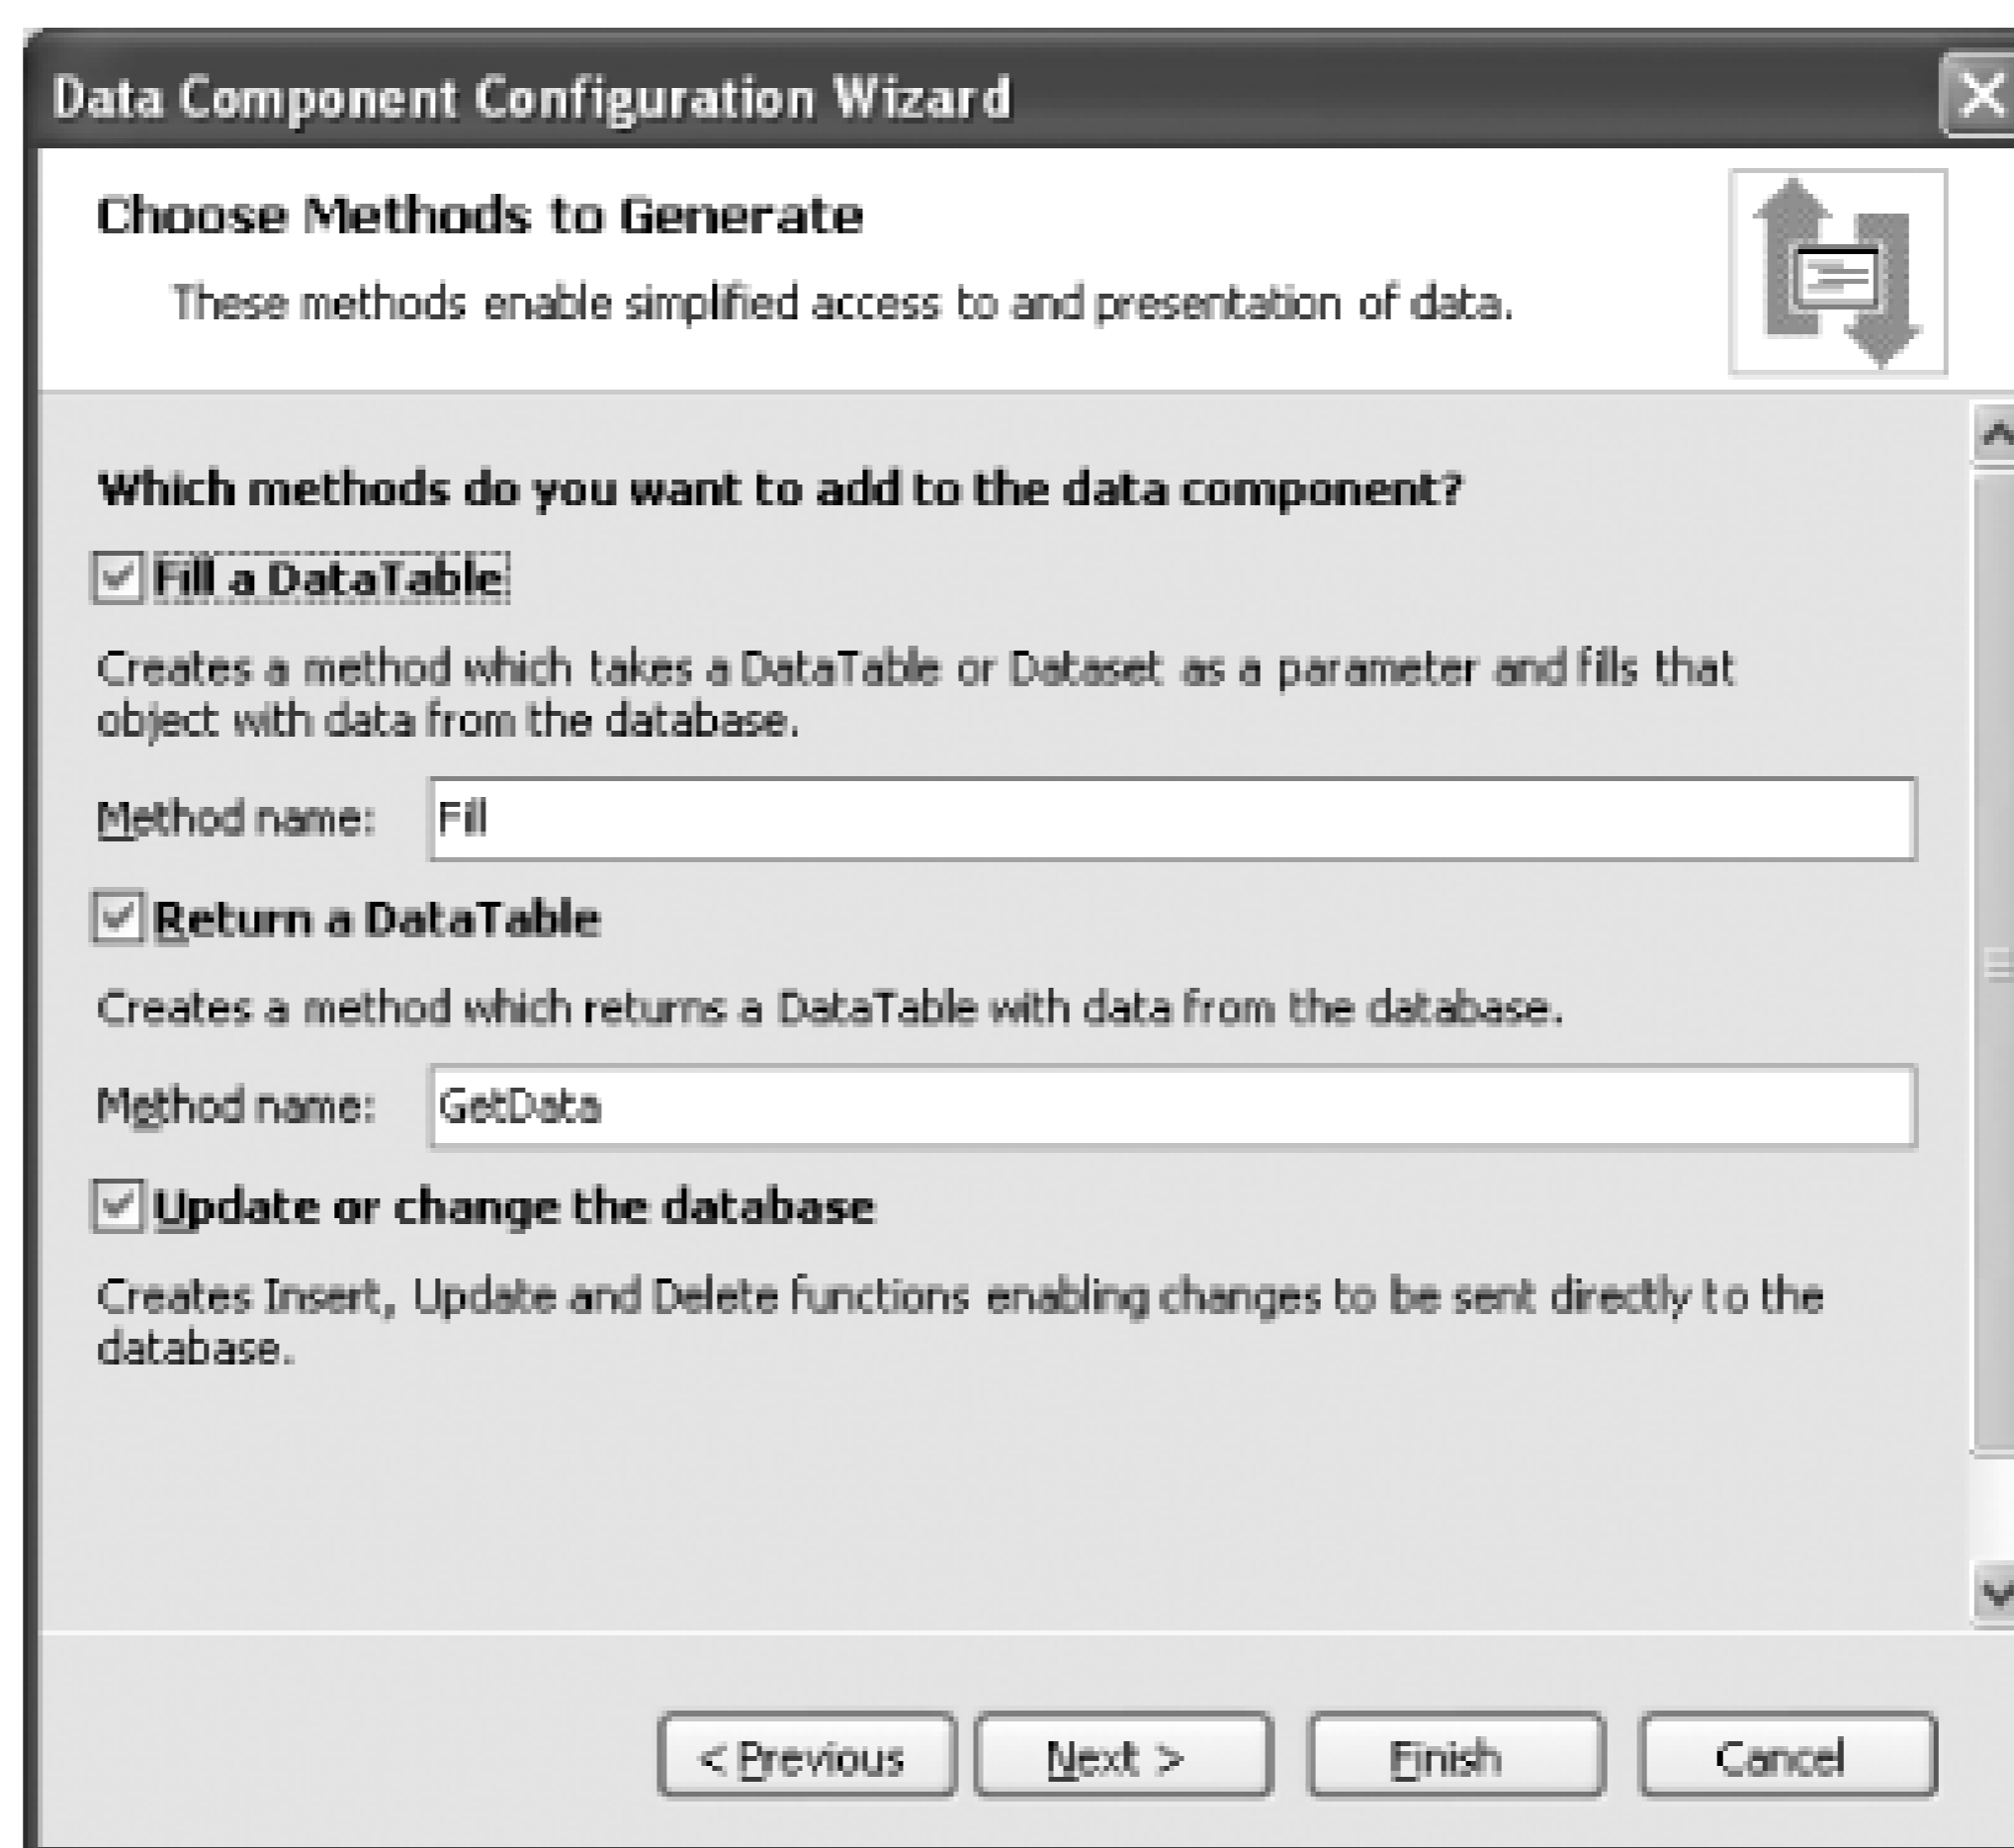 Data Component Configuration Wizard
Choose Methods to Generate
These methods enable simplified access to and presentation of data.
Which methods do you want to add to the data component?
Fill a DataTable
Creates a method which takes a DataTable or Dataset as a parameter and fills that
object with data from the database.
Method name: Fill
Return a DataTable
Creates a method which returns a DataTable with data from the database.
Method name: GetData
Update or change the database
Creates Insert, Update and Delete functions enabling changes to be sent directly to the
database.
< Previous Next > Finish Cancel